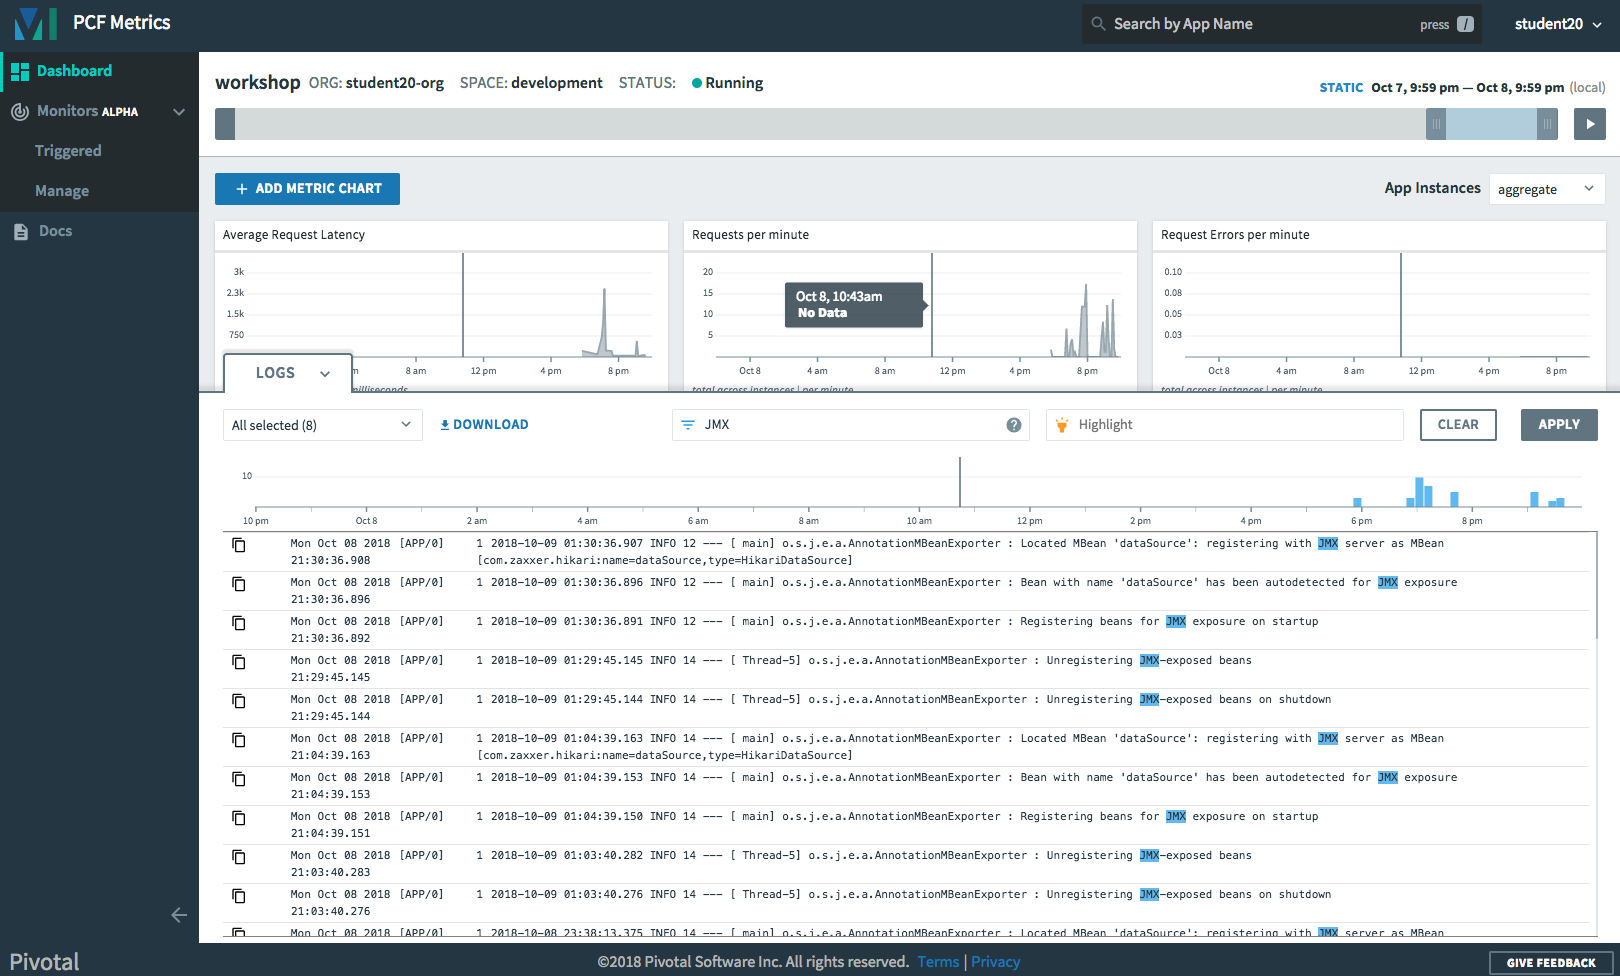 PCF Metrics
Search by App Name
press /
student20
Dashboard
Monitors ALPHA
Triggered
Manage
Docs
workshop ORG: student20-org SPACE: development STATUS: Running
STATIC Oct 7, 9:59 pm — Oct 8, 9:59 pm (local)
+ ADD METRIC CHART
App Instances aggregate
Average Request Latency
3k
2.3k
1.5k
750
8 am 12 pm 4 pm 8 pm
milliseconds
Requests per minute
20
15
10
5
Oct 8, 10:43am
No Data
Oct 8 4 am 8 am 12 pm 4 pm 8 pm
total across instances | per minute
Request Errors per minute
0.10
0.08
0.05
0.03
Oct 8 4 am 8 am 12 pm 4 pm 8 pm
total across instances | per minute
LOGS
All selected (8)
DOWNLOAD
JMX
?
Highlight
CLEAR
APPLY
10
10 pm Oct 8 2 am 4 am 6 am 8 am 10 am 12 pm 2 pm 4 pm 6 pm 8 pm
Mon Oct 08 2018 [APP/0] 1 2018-10-09 01:30:36.907 INFO 12 --- [ main] o.s.j.e.a.AnnotationMBeanExporter : Located MBean 'dataSource': registering with JMX server as MBean
21:30:36.908 [com.zaxxer.hikari:name=dataSource,type=HikariDataSource]
Mon Oct 08 2018 [APP/0] 1 2018-10-09 01:30:36.896 INFO 12 --- [ main] o.s.j.e.a.AnnotationMBeanExporter : Bean with name 'dataSource' has been autodetected for JMX exposure
21:30:36.896
Mon Oct 08 2018 [APP/0] 1 2018-10-09 01:30:36.891 INFO 12 --- [ main] o.s.j.e.a.AnnotationMBeanExporter : Registering beans for JMX exposure on startup
21:30:36.892
Mon Oct 08 2018 [APP/0] 1 2018-10-09 01:29:45.145 INFO 14 --- [ Thread-5] o.s.j.e.a.AnnotationMBeanExporter : Unregistering JMX-exposed beans
21:29:45.145
Mon Oct 08 2018 [APP/0] 1 2018-10-09 01:29:45.144 INFO 14 --- [ Thread-5] o.s.j.e.a.AnnotationMBeanExporter : Unregistering JMX-exposed beans on shutdown
21:29:45.144
Mon Oct 08 2018 [APP/0] 1 2018-10-09 01:04:39.163 INFO 14 --- [ main] o.s.j.e.a.AnnotationMBeanExporter : Located MBean 'dataSource': registering with JMX server as MBean
21:04:39.163 [com.zaxxer.hikari:name=dataSource,type=HikariDataSource]
Mon Oct 08 2018 [APP/0] 1 2018-10-09 01:04:39.153 INFO 14 --- [ main] o.s.j.e.a.AnnotationMBeanExporter : Bean with name 'dataSource' has been autodetected for JMX exposure
21:04:39.153
Mon Oct 08 2018 [APP/0] 1 2018-10-09 01:04:39.150 INFO 14 --- [ main] o.s.j.e.a.AnnotationMBeanExporter : Registering beans for JMX exposure on startup
21:04:39.151
Mon Oct 08 2018 [APP/0] 1 2018-10-09 01:03:40.282 INFO 14 --- [ Thread-5] o.s.j.e.a.AnnotationMBeanExporter : Unregistering JMX-exposed beans
21:03:40.283
Mon Oct 08 2018 [APP/0] 1 2018-10-09 01:03:40.276 INFO 14 --- [ Thread-5] o.s.j.e.a.AnnotationMBeanExporter : Unregistering JMX-exposed beans on shutdown
21:03:40.276
Mon Oct 08 2018 [APP/0] 1 2018-10-08 23:38:13.375 INFO 14 --- [ main] o.s.j.e.a.AnnotationMBeanExporter : Located MBean 'dataSource': registering with JMX server as MBean
Pivotal
©2018 Pivotal Software Inc. All rights reserved. Terms | Privacy
GIVE FEEDBACK